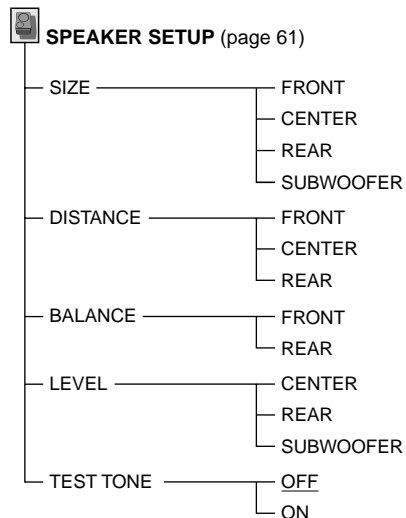 SPEAKER SETUP (page 61)
SIZE FRONT
CENTER
REAR
SUBWOOFER
DISTANCE FRONT
CENTER
REAR
BALANCE FRONT
REAR
LEVEL CENTER
REAR
SUBWOOFER
TEST TONE OFF
ON